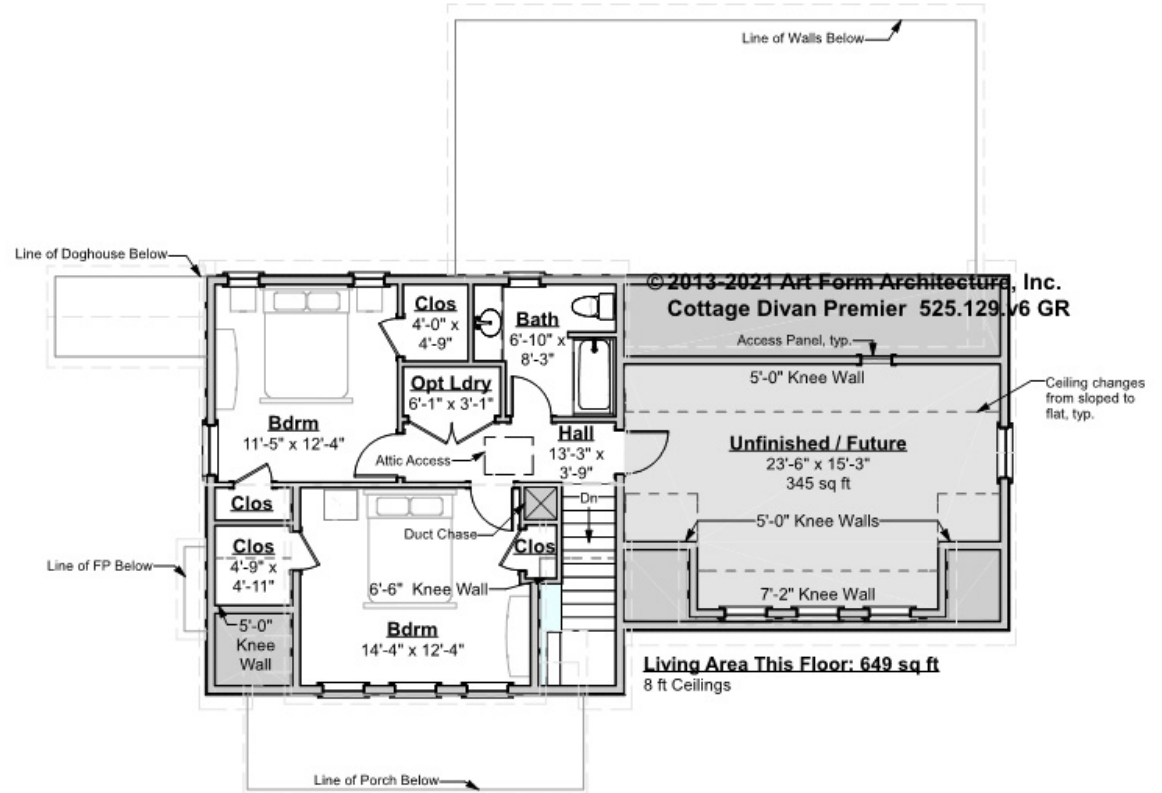 Line of Walls Below
Line of Doghouse Below
© 2013-2021 Art Form Architecture, Inc.
Cottage Divan Premier 525.129.v6 GR
Clos
4'-0" x
4'-9"
Bath
6'-10" x
8'-3"
Access Panel, typ.
5'-0" Knee Wall
Ceiling changes
from sloped to
flat, typ.
Opt Ldry
6'-1" x 3'-1"
Bdrm
11'-5" x 12'-4"
Attic Access
Hall
13'-3" x
3'-9"
Unfinished / Future
23'-6" x 15'-3"
345 sq ft
Clos
Dn
Duct Chase
5'-0" Knee Walls
Clos
4'-9" x
4'-11"
Clos
Line of FP Below
6'-6" Knee Wall
7'-2" Knee Wall
5'-0"
Knee
Wall
Bdrm
14'-4" x 12'-4"
Living Area This Floor: 649 sq ft
8 ft Ceilings
Line of Porch Below